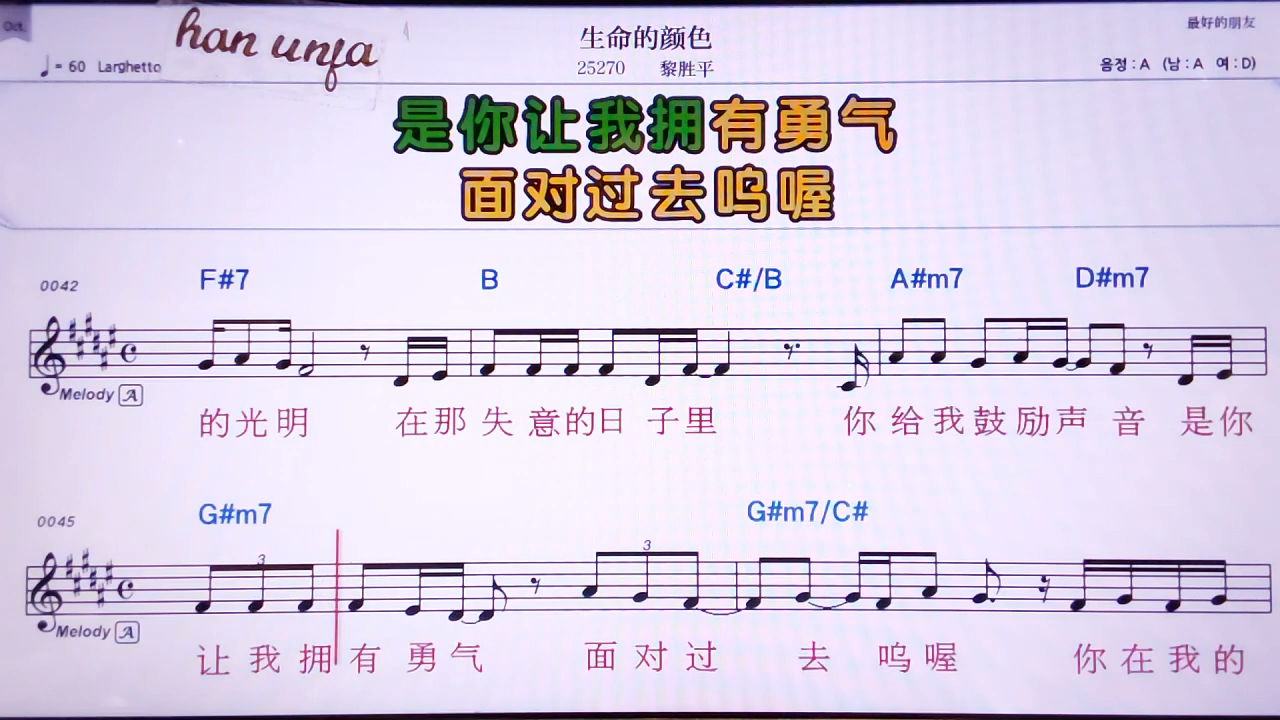 Oct.
han unfa
生命的颜色
最好的朋友
♩= 60 Larghetto
25270 黎胜平
음정 : A (남 : A 여 : D)
是你让我拥有勇气
面对过去呜喔
0042 F#7 B C#/B A#m7 D#m7
Melody A
的光明 在那失意的日子里 你给我鼓励声音 是你
0045 G#m7 G#m7/C#
3 3
Melody A
让我拥有勇气 面对过去呜喔 你在我的